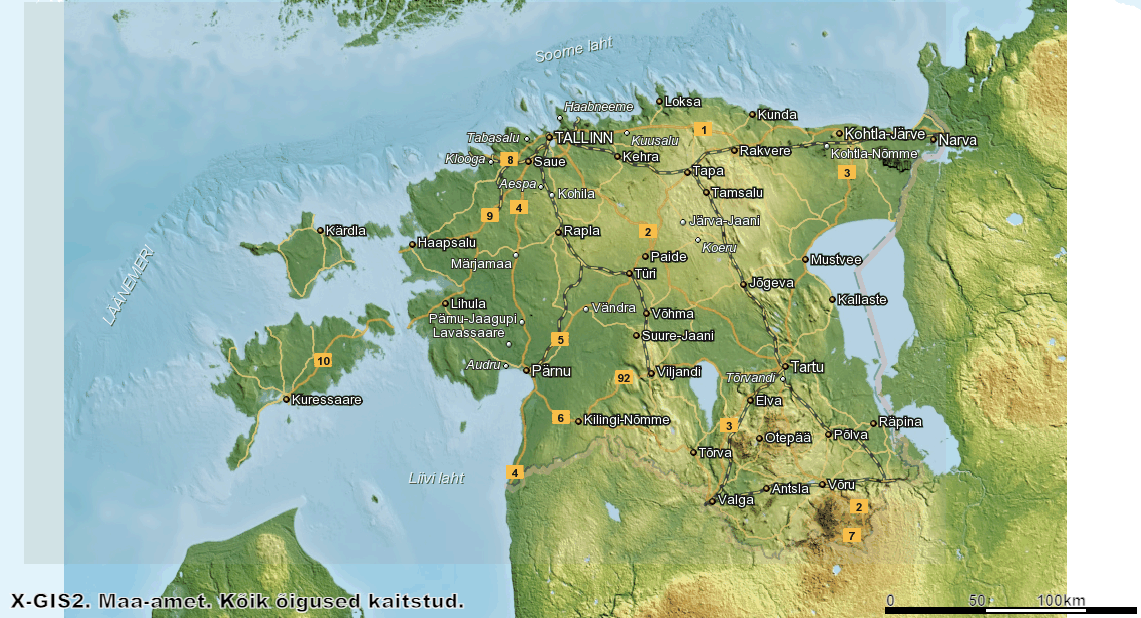 Soome laht
Loksa
Haabneeme
Kunda
1
Tabasalu
TALLINN
Kuusalu
Kohtla-Järve
Narva
Klooga
8
Saue
Kehra
Rakvere
Kohtla-Nõmme
Aespa
Kohila
Tapa
3
Tamsalu
9
4
Järva-Jaani
Kärdla
Haapsalu
Rapla
2
Koeru
Märjamaa
Paide
Mustvee
Türi
LÄÄNEMERI
Jõgeva
Lihula
Vändra
Võhma
Kallaste
Pärnu-Jaagupi
Lavassaare
5
Suure-Jaani
10
Audru
Pärnu
92
Viljandi
Tartu
Tõrvandi
Kuressaare
Elva
6
Kilingi-Nõmme
3
Räpina
Otepää
Põlva
Tõrva
Liivi laht
4
Valga
Antsla
Võru
2
7
X-GIS2. Maa-amet. Kõik õigused kaitstud.
0 50 100km